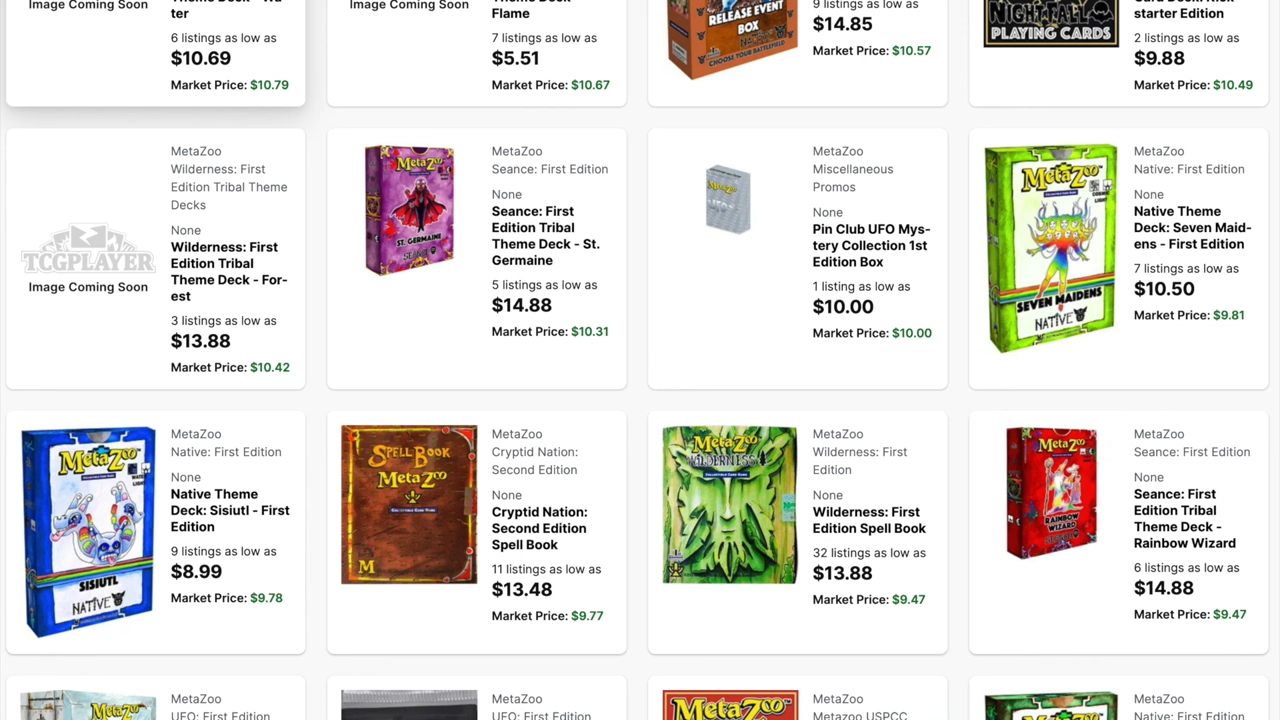 Image Coming Soon
Theme Deck - Wa-
ter
6 listings as low as
$10.69
Market Price: $10.79
Image Coming Soon
Theme Deck -
Flame
7 listings as low as
$5.51
Market Price: $10.67
RELEASE EVENT
BOX
CHOOSE YOUR BATTLEFIELD
9 listings as low as
$14.85
Market Price: $10.57
NIGHTFALL
PLAYING CARDS
starter Edition
2 listings as low as
$9.88
Market Price: $10.49
TCGPLAYER
Image Coming Soon
MetaZoo
Wilderness: First
Edition Tribal Theme
Decks
None
Wilderness: First
Edition Tribal
Theme Deck - For-
est
3 listings as low as
$13.88
Market Price: $10.42
MetaZoo
ST. GERMAINE
MetaZoo
Seance: First Edition
None
Seance: First
Edition Tribal
Theme Deck - St.
Germaine
5 listings as low as
$14.88
Market Price: $10.31
MetaZoo
MetaZoo
Miscellaneous
Promos
None
Pin Club UFO Mys-
tery Collection 1st
Edition Box
1 listing as low as
$10.00
Market Price: $10.00
MetaZoo
SEVEN MAIDENS
NATIVE
MetaZoo
Native: First Edition
None
Native Theme
Deck: Seven Maid-
ens - First Edition
7 listings as low as
$10.50
Market Price: $9.81
MetaZoo
SISIUTL
NATIVE
MetaZoo
Native: First Edition
None
Native Theme
Deck: Sisiutl - First
Edition
9 listings as low as
$8.99
Market Price: $9.78
SPELL BOOK
MetaZoo
M
MetaZoo
Cryptid Nation:
Second Edition
None
Cryptid Nation:
Second Edition
Spell Book
11 listings as low as
$13.48
Market Price: $9.77
MetaZoo
WILDERNESS
MetaZoo
Wilderness: First
Edition
None
Wilderness: First
Edition Spell Book
32 listings as low as
$13.88
Market Price: $9.47
MetaZoo
RAINBOW
WIZARD
MetaZoo
Seance: First Edition
None
Seance: First
Edition Tribal
Theme Deck -
Rainbow Wizard
6 listings as low as
$14.88
Market Price: $9.47
MetaZoo
MetaZoo
UFO: First Edition
MetaZoo
UFO: First Edition
MetaZoo
MetaZoo
Metazoo USPCC
MetaZoo
MetaZoo
Native: First Edition